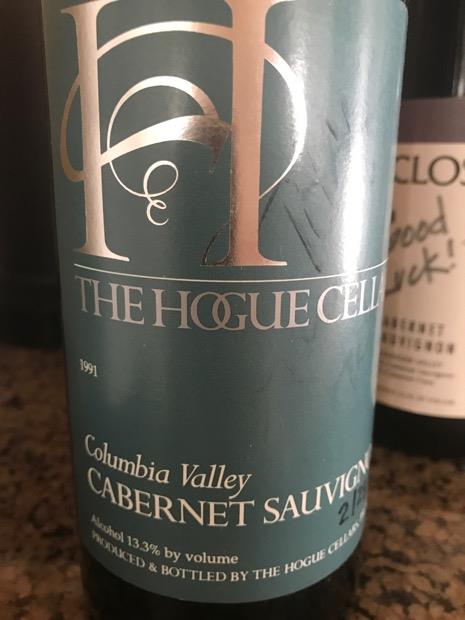 H
THE HOGUE CELLA
1991
Columbia Valley
CABERNET SAUVIGNO
Alcohol 13.3% by volume
PRODUCED & BOTTLED BY THE HOGUE CELLARS,
CLOS
Good
Luck!
ABERNET
AUVIGNON